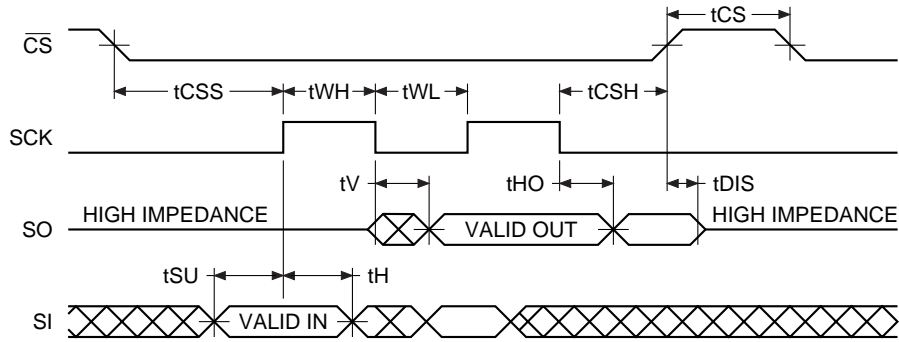 tCS
C̅S̅
tCSS tWH tWL tCSH
SCK
tV tHO tDIS
HIGH IMPEDANCE HIGH IMPEDANCE
SO VALID OUT
tSU tH
SI VALID IN